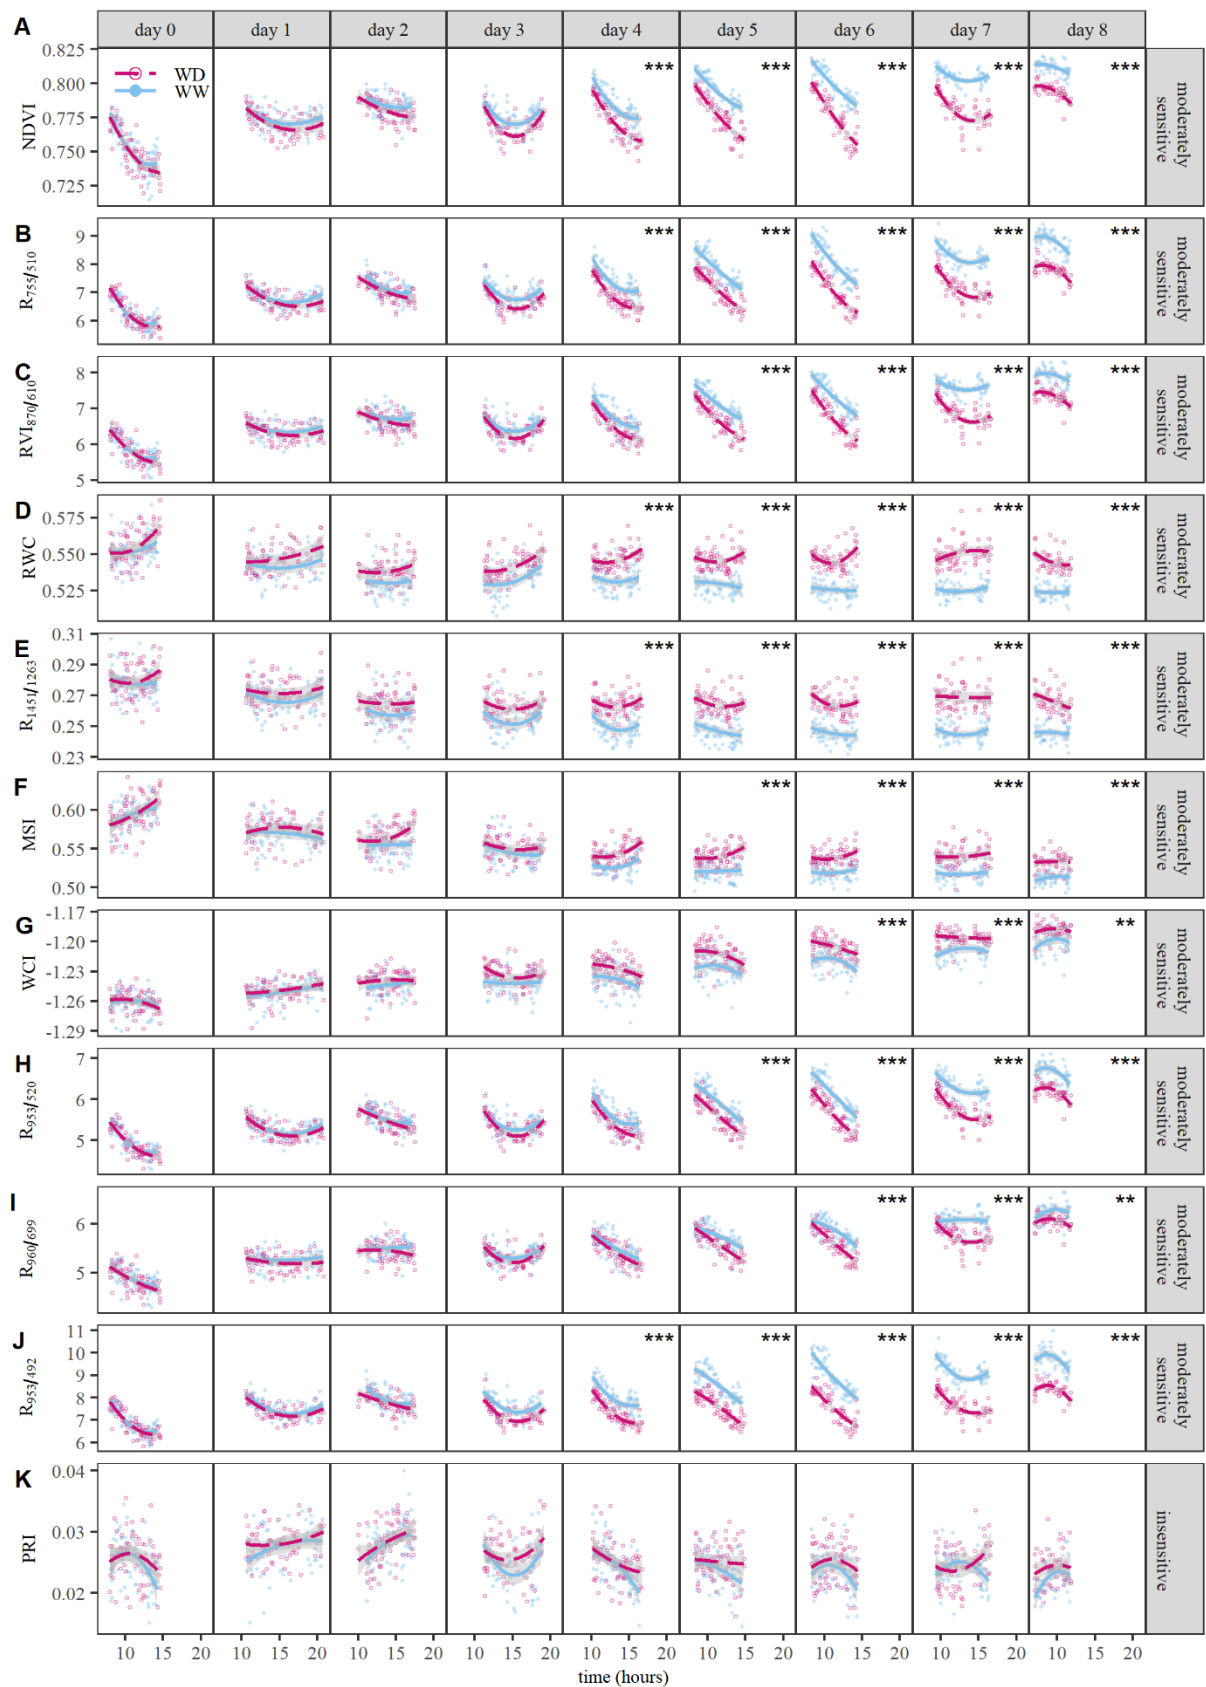 A
day 0 day 1 day 2 day 3 day 4 day 5 day 6 day 7 day 8
NDVI
0.825
0.800
0.775
0.750
0.725
WD
WW
*** *** *** *** ***
moderately
sensitive
B
R755/510
9
8
7
6
*** *** *** *** ***
moderately
sensitive
C
RVI870/610
8
7
6
5
*** *** *** ***
moderately
sensitive
D
RWC
0.575
0.550
0.525
*** *** *** *** ***
moderately
sensitive
E
R1451/1263
0.31
0.29
0.27
0.25
0.23
*** *** *** *** ***
moderately
sensitive
F
MSI
0.60
0.55
0.50
*** *** *** ***
moderately
sensitive
G
WCI
-1.17
-1.20
-1.23
-1.26
-1.29
*** *** **
moderately
sensitive
H
R953/520
7
6
5
*** *** *** ***
moderately
sensitive
I
R960/699
6
5
*** *** **
moderately
sensitive
J
R953/492
11
10
9
8
7
6
*** *** *** *** ***
moderately
sensitive
K
PRI
0.04
0.03
0.02
insensitive
10 15 20 10 15 20 10 15 20 10 15 20 10 15 20 10 15 20 10 15 20 10 15 20 10 15 20
time (hours)